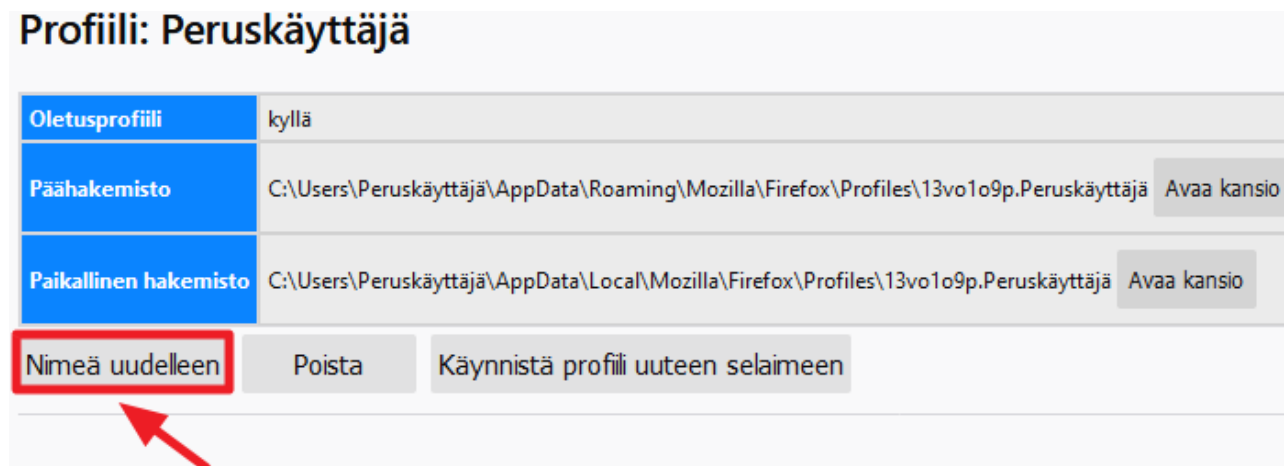 Profiili: Peruskäyttäjä
Oletusprofiili kyllä
Päähakemisto C:\Users\Peruskäyttäjä\AppData\Roaming\Mozilla\Firefox\Profiles\13vo1o9p.Peruskäyttäjä Avaa kansio
Paikallinen hakemisto C:\Users\Peruskäyttäjä\AppData\Local\Mozilla\Firefox\Profiles\13vo1o9p.Peruskäyttäjä Avaa kansio
Nimeä uudelleen Poista Käynnistä profiili uuteen selaimeen